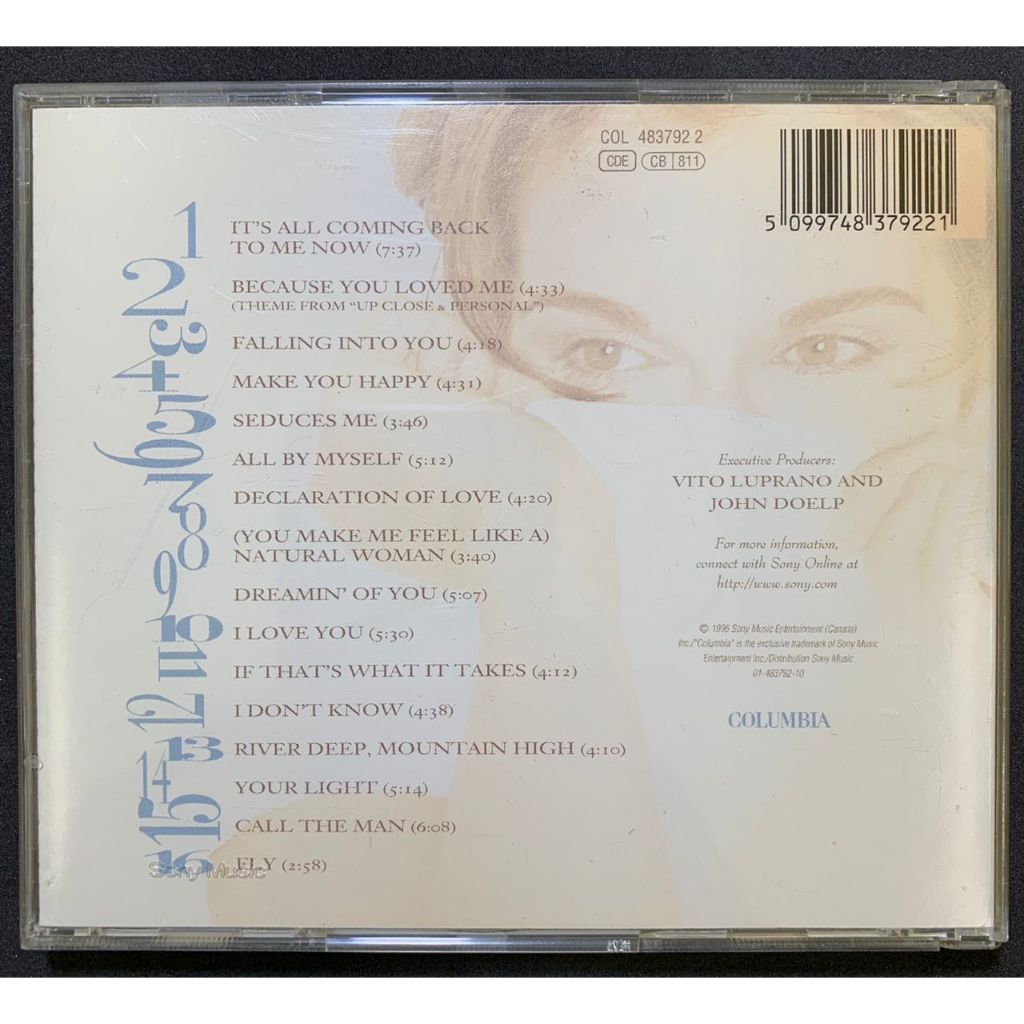 COL 483792 2
CDE CB 811
5 099748 379221
1
IT'S ALL COMING BACK
TO ME NOW (7:37)
2
BECAUSE YOU LOVED ME (4:33)
(THEME FROM "UP CLOSE & PERSONAL")
3
FALLING INTO YOU (4:18)
4
MAKE YOU HAPPY (4:31)
5
SEDUCES ME (3:46)
6
ALL BY MYSELF (5:12)
7
DECLARATION OF LOVE (4:20)
8
(YOU MAKE ME FEEL LIKE A)
NATURAL WOMAN (3:40)
9
DREAMIN' OF YOU (5:07)
10
I LOVE YOU (5:30)
11
IF THAT'S WHAT IT TAKES (4:12)
12
I DON'T KNOW (4:38)
13
RIVER DEEP, MOUNTAIN HIGH (4:10)
14
YOUR LIGHT (5:14)
15
CALL THE MAN (6:08)
16
FLY (2:58)
Sony Music
Executive Producers:
VITO LUPRANO AND
JOHN DOELP
For more information,
connect with Sony Online at
http://www.sony.com
© 1996 Sony Music Entertainment (Canada)
Inc./"Columbia" is the exclusive trademark of Sony Music
Entertainment Inc./Distribution Sony Music
01-483792-10
COLUMBIA